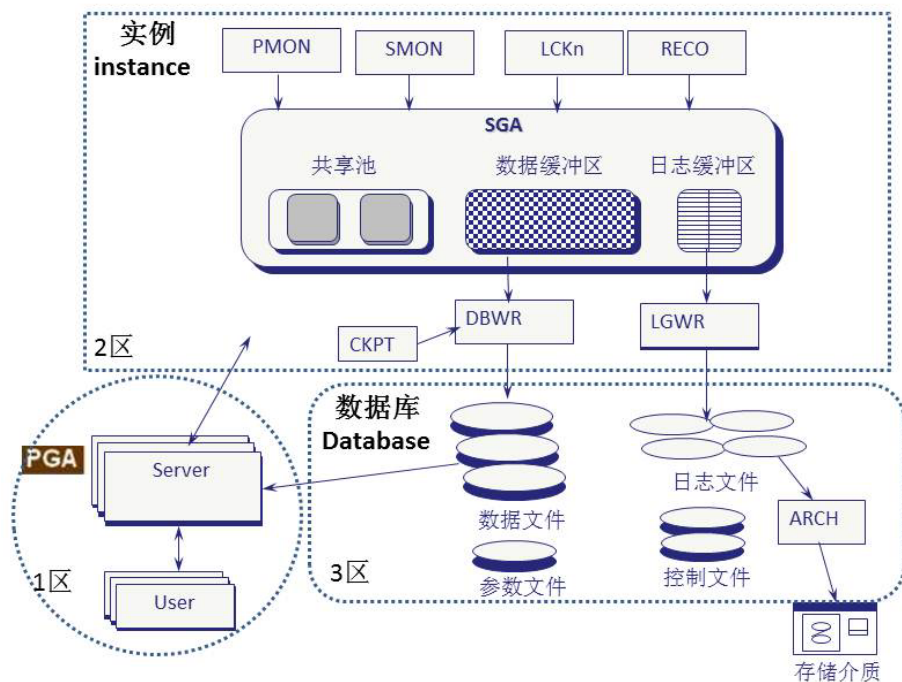 实例
instance
PMON
SMON
LCKn
RECO
SGA
共享池
数据缓冲区
日志缓冲区
DBWR
LGWR
CKPT
2区
数据库
Database
PGA
Server
数据文件
日志文件
ARCH
1区
User
3区
参数文件
控制文件
存储介质